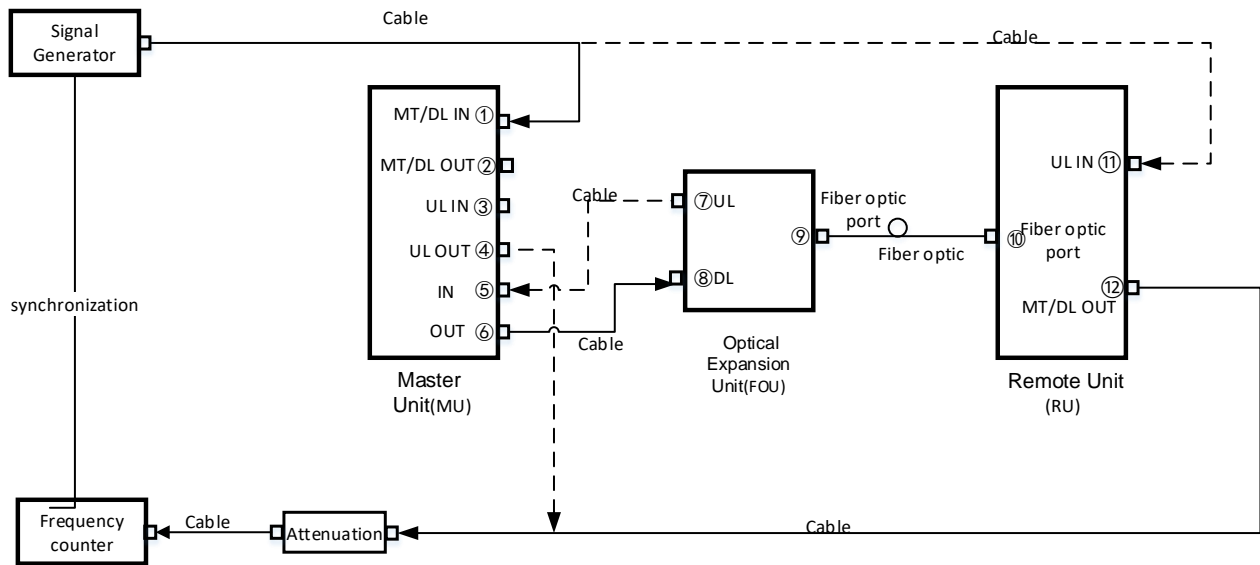 Signal
Generator
Cable
Cable
MT/DL IN ①
MT/DL OUT ②
UL IN ③
UL OUT ④
IN ⑤
OUT ⑥
Master
Unit(MU)
Cable
Cable
⑦UL
⑧DL
⑨
Optical
Expansion
Unit(FOU)
Fiber optic
port
Fiber optic
UL IN ⑪
⑩Fiber optic
port
⑫
MT/DL OUT
Remote Unit
(RU)
synchronization
Frequency
counter
Cable
Attenuation
Cable